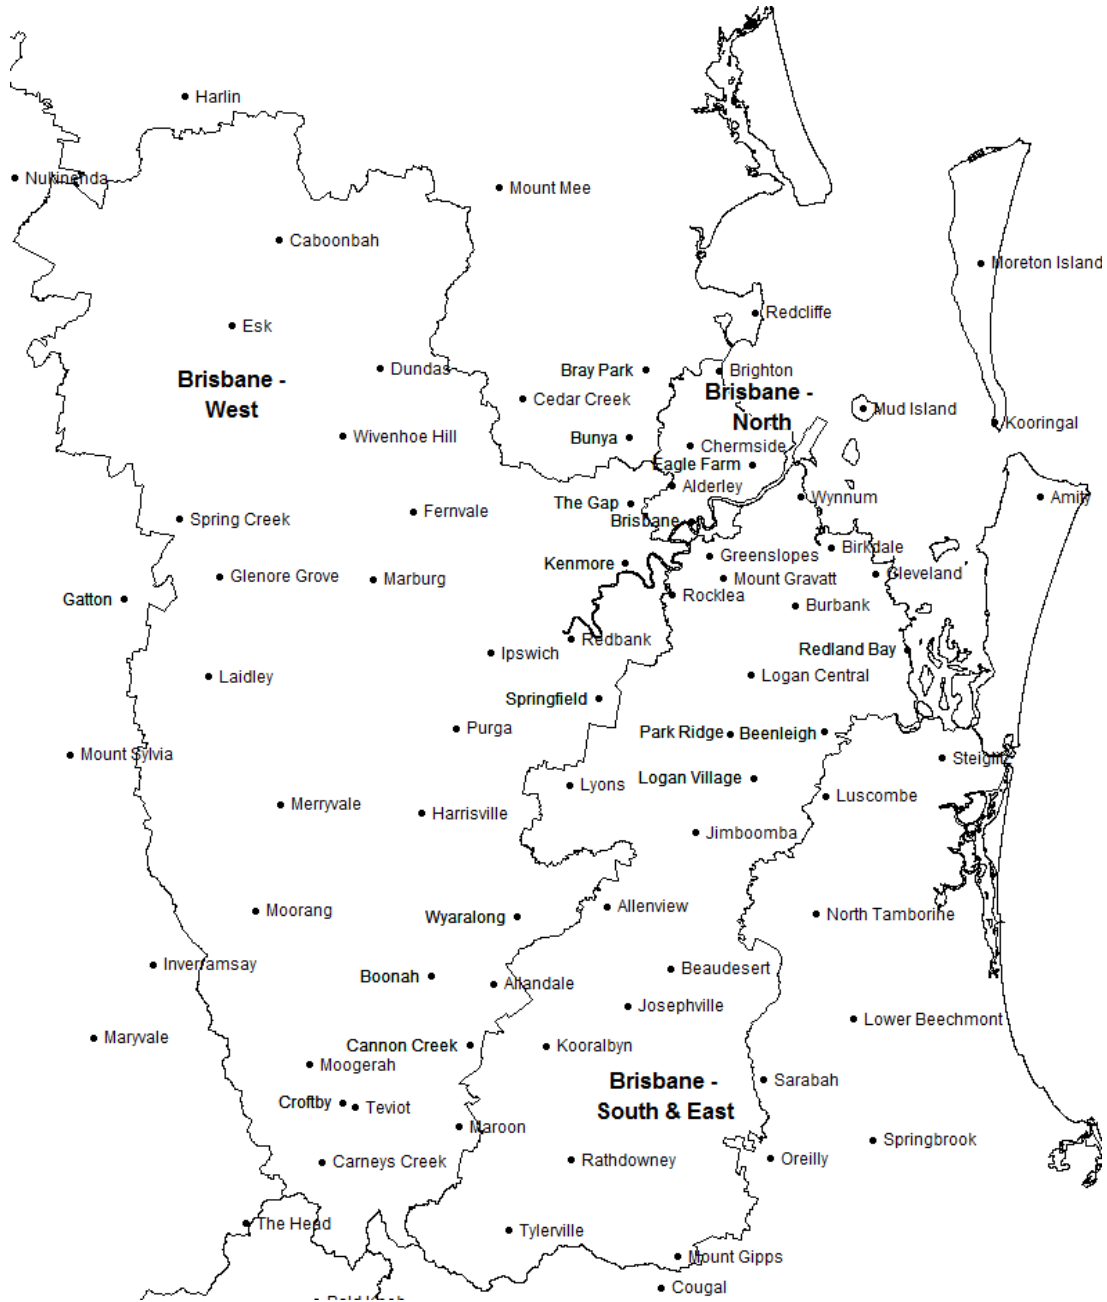 Harlin
Nukinenda
Mount Mee
Caboonbah
Moreton Island
Redcliffe
Esk
Dundas
Bray Park
Brighton
Brisbane -
West
Brisbane -
North
Cedar Creek
Mud Island
Kooringal
Wivenhoe Hill
Bunya
Chermside
Eagle Farm
Alderley
Wynnum
Amity
The Gap
Fernvale
Spring Creek
Brisbane
Birkdale
Greenslopes
Kenmore
Cleveland
Glenore Grove
Marburg
Mount Gravatt
Gatton
Rocklea
Burbank
Redbank
Ipswich
Redland Bay
Laidley
Logan Central
Springfield
Purga
Park Ridge
Beenleigh
Mount Sylvia
Steiglitz
Logan Village
Lyons
Luscombe
Merryvale
Harrisville
Jimboomba
Moorang
Wyaralong
Allenview
North Tamborine
Inverramsay
Boonah
Allandale
Beaudesert
Josephville
Lower Beechmont
Maryvale
Cannon Creek
Kooralbyn
Moogerah
Brisbane -
South & East
Sarabah
Croftby
Teviot
Maroon
Springbrook
Carneys Creek
Rathdowney
Oreilly
The Head
Tylerville
Mount Gipps
Cougal
Bald Knob